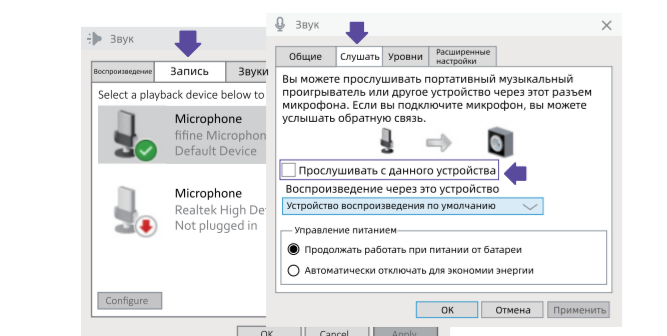 Звук
Воспроизведение Запись Звуки
Select a playback device below to
Microphone
fifine Microphon
Default Device
Microphone
Realtek High De
Not plugged in
Configure
OK Cancel Apply
Звук
Общие Слушать Уровни Расширенные настройки
Вы можете прослушивать портативный музыкальный
проигрыватель или другое устройство через этот разъем
микрофона. Если вы подключите микрофон, вы можете
услышать обратную связь.
Прослушивать с данного устройства
Воспроизведение через это устройство
Устройство воспроизведения по умолчанию
Управление питанием
Продолжать работать при питании от батареи
Автоматически отключать для экономии энергии
OK Отмена Применить